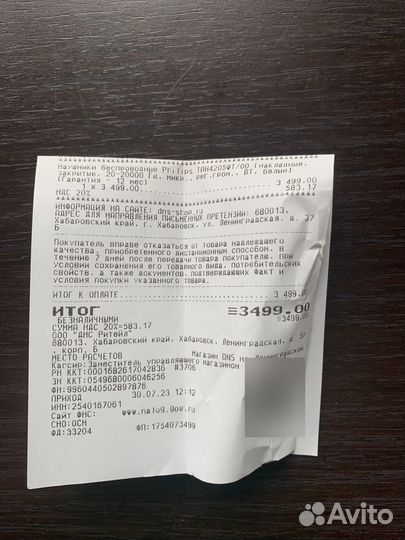 Наушники беспроводные Philips TAH4205WT/00 [накладные,
закрытые, 20-20000 Гц, микр., рег.гром., BT, белые]
(Гарантия - 12 мес)
1 x 3 499.00 3 499.00
НДС 20% 583.17
ИНФОРМАЦИЯ НА САЙТЕ: dns-shop.ru
АДРЕС ДЛЯ НАПРАВЛЕНИЯ ПИСЬМЕННЫХ ПРЕТЕНЗИЙ: 680013,
Хабаровский край, г. Хабаровск, ул. Ленинградская, д. 37
Б
Покупатель вправе отказаться от товара надлежащего
качества, приобретенного дистанционным способом, в
течение 7 дней после передачи товара покупателю, при
условии сохранения его товарного вида, потребительских
свойств, а также документов, подтверждающих факт и
условия покупки указанного товара.
ИТОГ К ОПЛАТЕ 3 499.00
ИТОГ ≡3499.00
БЕЗНАЛИЧНЫМИ ≡3499.00
СУММА НДС 20%=583.17
ООО "ДНС Ритейл"
680013, Хабаровский Край, Хабаровск, Ленинградская, д. 37
, корп. Б
МЕСТО РАСЧЕТОВ Магазин DNS на Ленинградской
Кассир:Заместитель управляющего магазином
РН ККТ:0001682617042836 #3706
ЗН ККТ:0549680006046256
ФН:9960440502897876
ПРИХОД 30.07.23 12:12
ИНН:2540167061
Сайт ФНС: www.nalog.gov.ru
СНО:ОСН
ФД:33204 ФП:1754073499
Avito